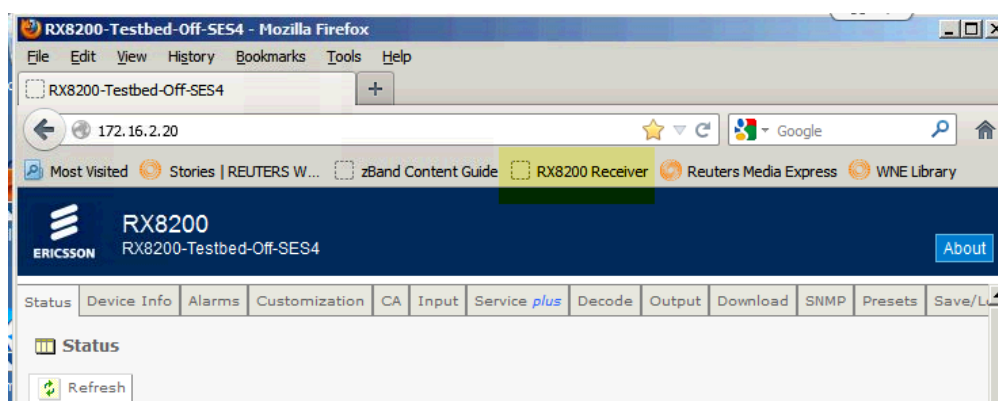 RX8200-Testbed-Off-SES4 - Mozilla Firefox
File Edit View History Bookmarks Tools Help
RX8200-Testbed-Off-SES4
172.16.2.20 Google
Most Visited Stories | REUTERS W... zBand Content Guide RX8200 Receiver Reuters Media Express WNE Library
RX8200
ERICSSON RX8200-Testbed-Off-SES4 About
Status Device Info Alarms Customization CA Input Service plus Decode Output Download SNMP Presets
Status
Refresh